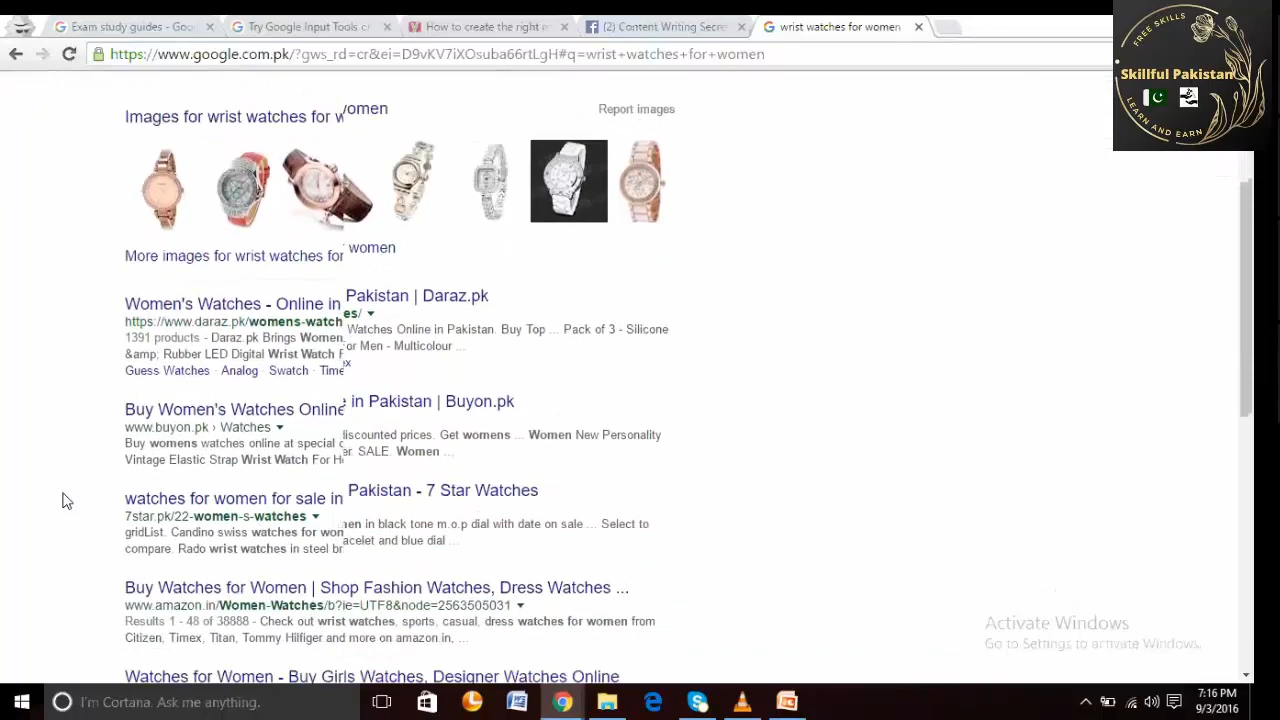 Exam study guides - Goo
Try Google Input Tools o
How to create the right m
(2) Content Writing Secre
wrist watches for women
https://www.google.com.pk/?gws_rd=cr&ei=D9vKV7iXOsuba66rtLgH#q=wrist+watches+for+women
FREE SKILLS
Skillful Pakistan
LEARN AND EARN
Images for wrist watches for women
Report images
More images for wrist watches for women
Women's Watches - Online in Pakistan | Daraz.pk
https://www.daraz.pk/womens-watches/
1391 products - Daraz.pk Brings Women Watches Online in Pakistan. Buy Top ... Pack of 3 - Silicone
&amp; Rubber LED Digital Wrist Watch For Men - Multicolour ...
Guess Watches · Analog · Swatch · Timex
Buy Women's Watches Online in Pakistan | Buyon.pk
www.buyon.pk › Watches
Buy womens watches online at special discounted prices. Get womens ... Women New Personality
Vintage Elastic Strap Wrist Watch For Her. SALE. Women ...
watches for women for sale in Pakistan - 7 Star Watches
7star.pk/22-women-s-watches
gridList. Candino swiss watches for women in black tone m.o.p dial with date on sale ... Select to
compare. Rado wrist watches in steel bracelet and blue dial ...
Buy Watches for Women | Shop Fashion Watches, Dress Watches ...
www.amazon.in/Women-Watches/b?ie=UTF8&node=2563505031
Results 1 - 48 of 38888 - Check out wrist watches, sports, casual, dress watches for women from
Citizen, Timex, Titan, Tommy Hilfiger and more on amazon.in, ...
Watches for Women - Buy Girls Watches, Designer Watches Online
Activate Windows
Go to Settings to activate Windows.
I'm Cortana. Ask me anything.
7:16 PM
9/3/2016